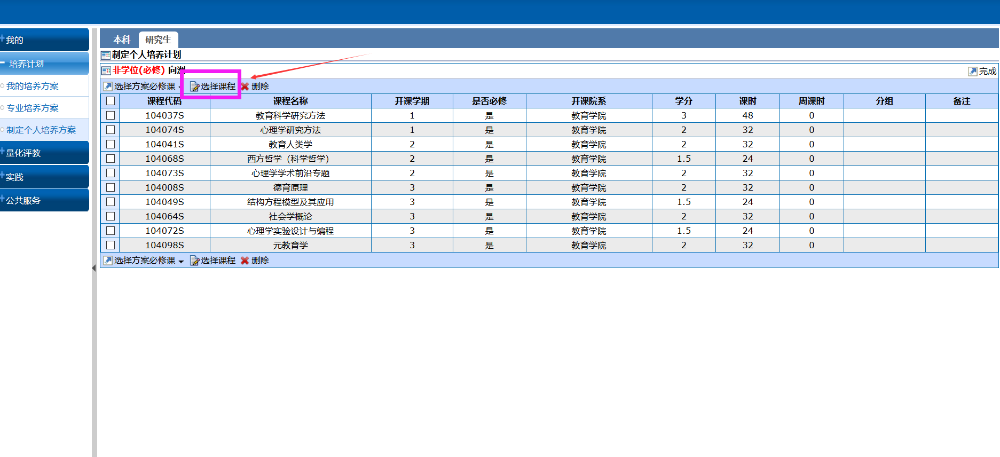 我的
培养计划
我的培养方案
专业培养方案
制定个人培养方案
量化评教
实践
公共服务
本科 研究生
制定个人培养计划
非学位(必修) 向洲
完成
选择方案必修课 选择课程 删除
课程代码 课程名称 开课学期 是否必修 开课院系 学分 课时 周课时 分组 备注
104037S 教育科学研究方法 1 是 教育学院 3 48 0
104074S 心理学研究方法 1 是 教育学院 2 32 0
104041S 教育人类学 2 是 教育学院 2 32 0
104068S 西方哲学（科学哲学） 2 是 教育学院 1.5 24 0
104073S 心理学学术前沿专题 2 是 教育学院 2 32 0
104008S 德育原理 3 是 教育学院 2 32 0
104049S 结构方程模型及其应用 3 是 教育学院 1.5 24 0
104064S 社会学概论 3 是 教育学院 2 32 0
104072S 心理学实验设计与编程 3 是 教育学院 1.5 24 0
104098S 元教育学 3 是 教育学院 2 32 0
选择方案必修课 选择课程 删除